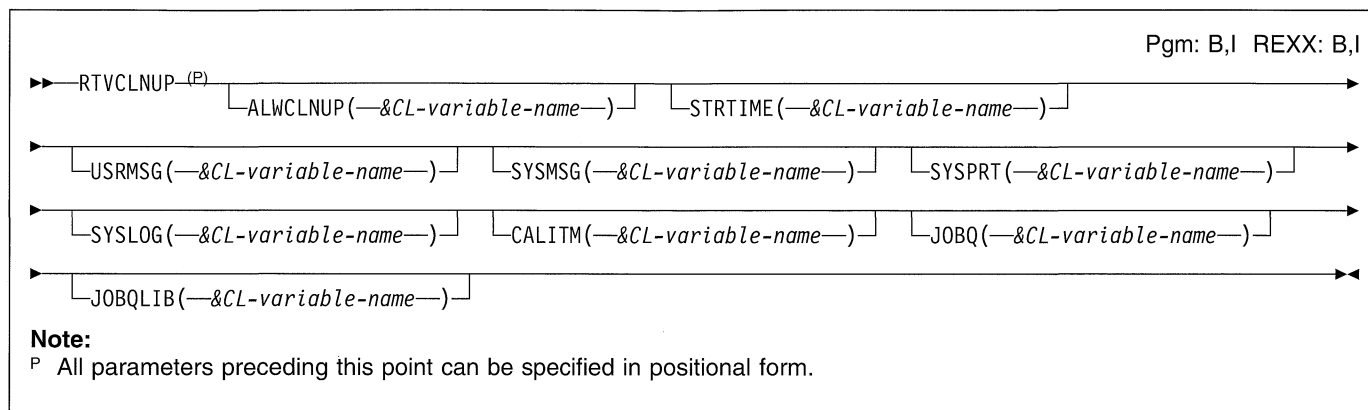 Pgm: B,I REXX: B,I
RTVCLNUP (P) ALWCLNUP(—&CL-variable-name—) STRTIME(—&CL-variable-name—)
USRMSG(—&CL-variable-name—) SYSMSG(—&CL-variable-name—) SYSPRT(—&CL-variable-name—)
SYSLOG(—&CL-variable-name—) CALITM(—&CL-variable-name—) JOBQ(—&CL-variable-name—)
JOBQLIB(—&CL-variable-name—)
Note:
P All parameters preceding this point can be specified in positional form.